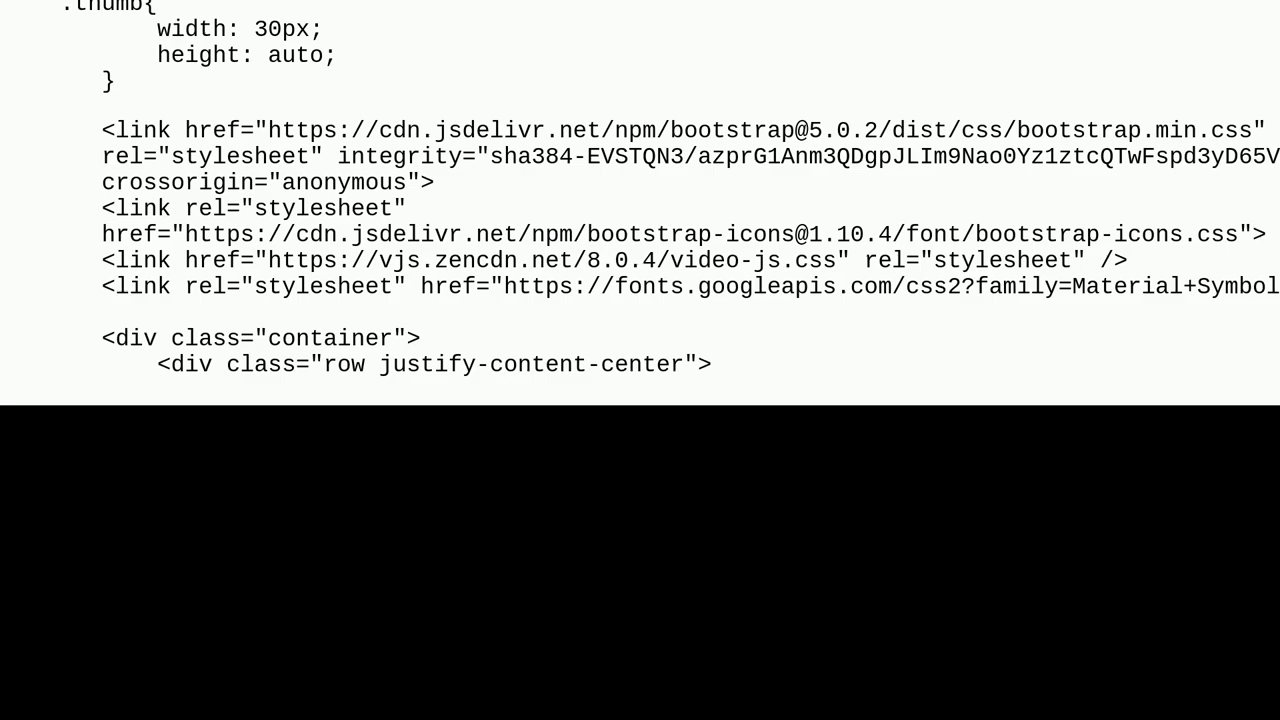 .thumb{
width: 30px;
height: auto;
}
<link href="https://cdn.jsdelivr.net/npm/bootstrap@5.0.2/dist/css/bootstrap.min.css"
rel="stylesheet" integrity="sha384-EVSTQN3/azprG1Anm3QDgpJLIm9Nao0Yz1ztcQTwFspd3yD65V
crossorigin="anonymous">
<link rel="stylesheet"
href="https://cdn.jsdelivr.net/npm/bootstrap-icons@1.10.4/font/bootstrap-icons.css">
<link href="https://vjs.zencdn.net/8.0.4/video-js.css" rel="stylesheet" />
<link rel="stylesheet" href="https://fonts.googleapis.com/css2?family=Material+Symbol
<div class="container">
<div class="row justify-content-center">